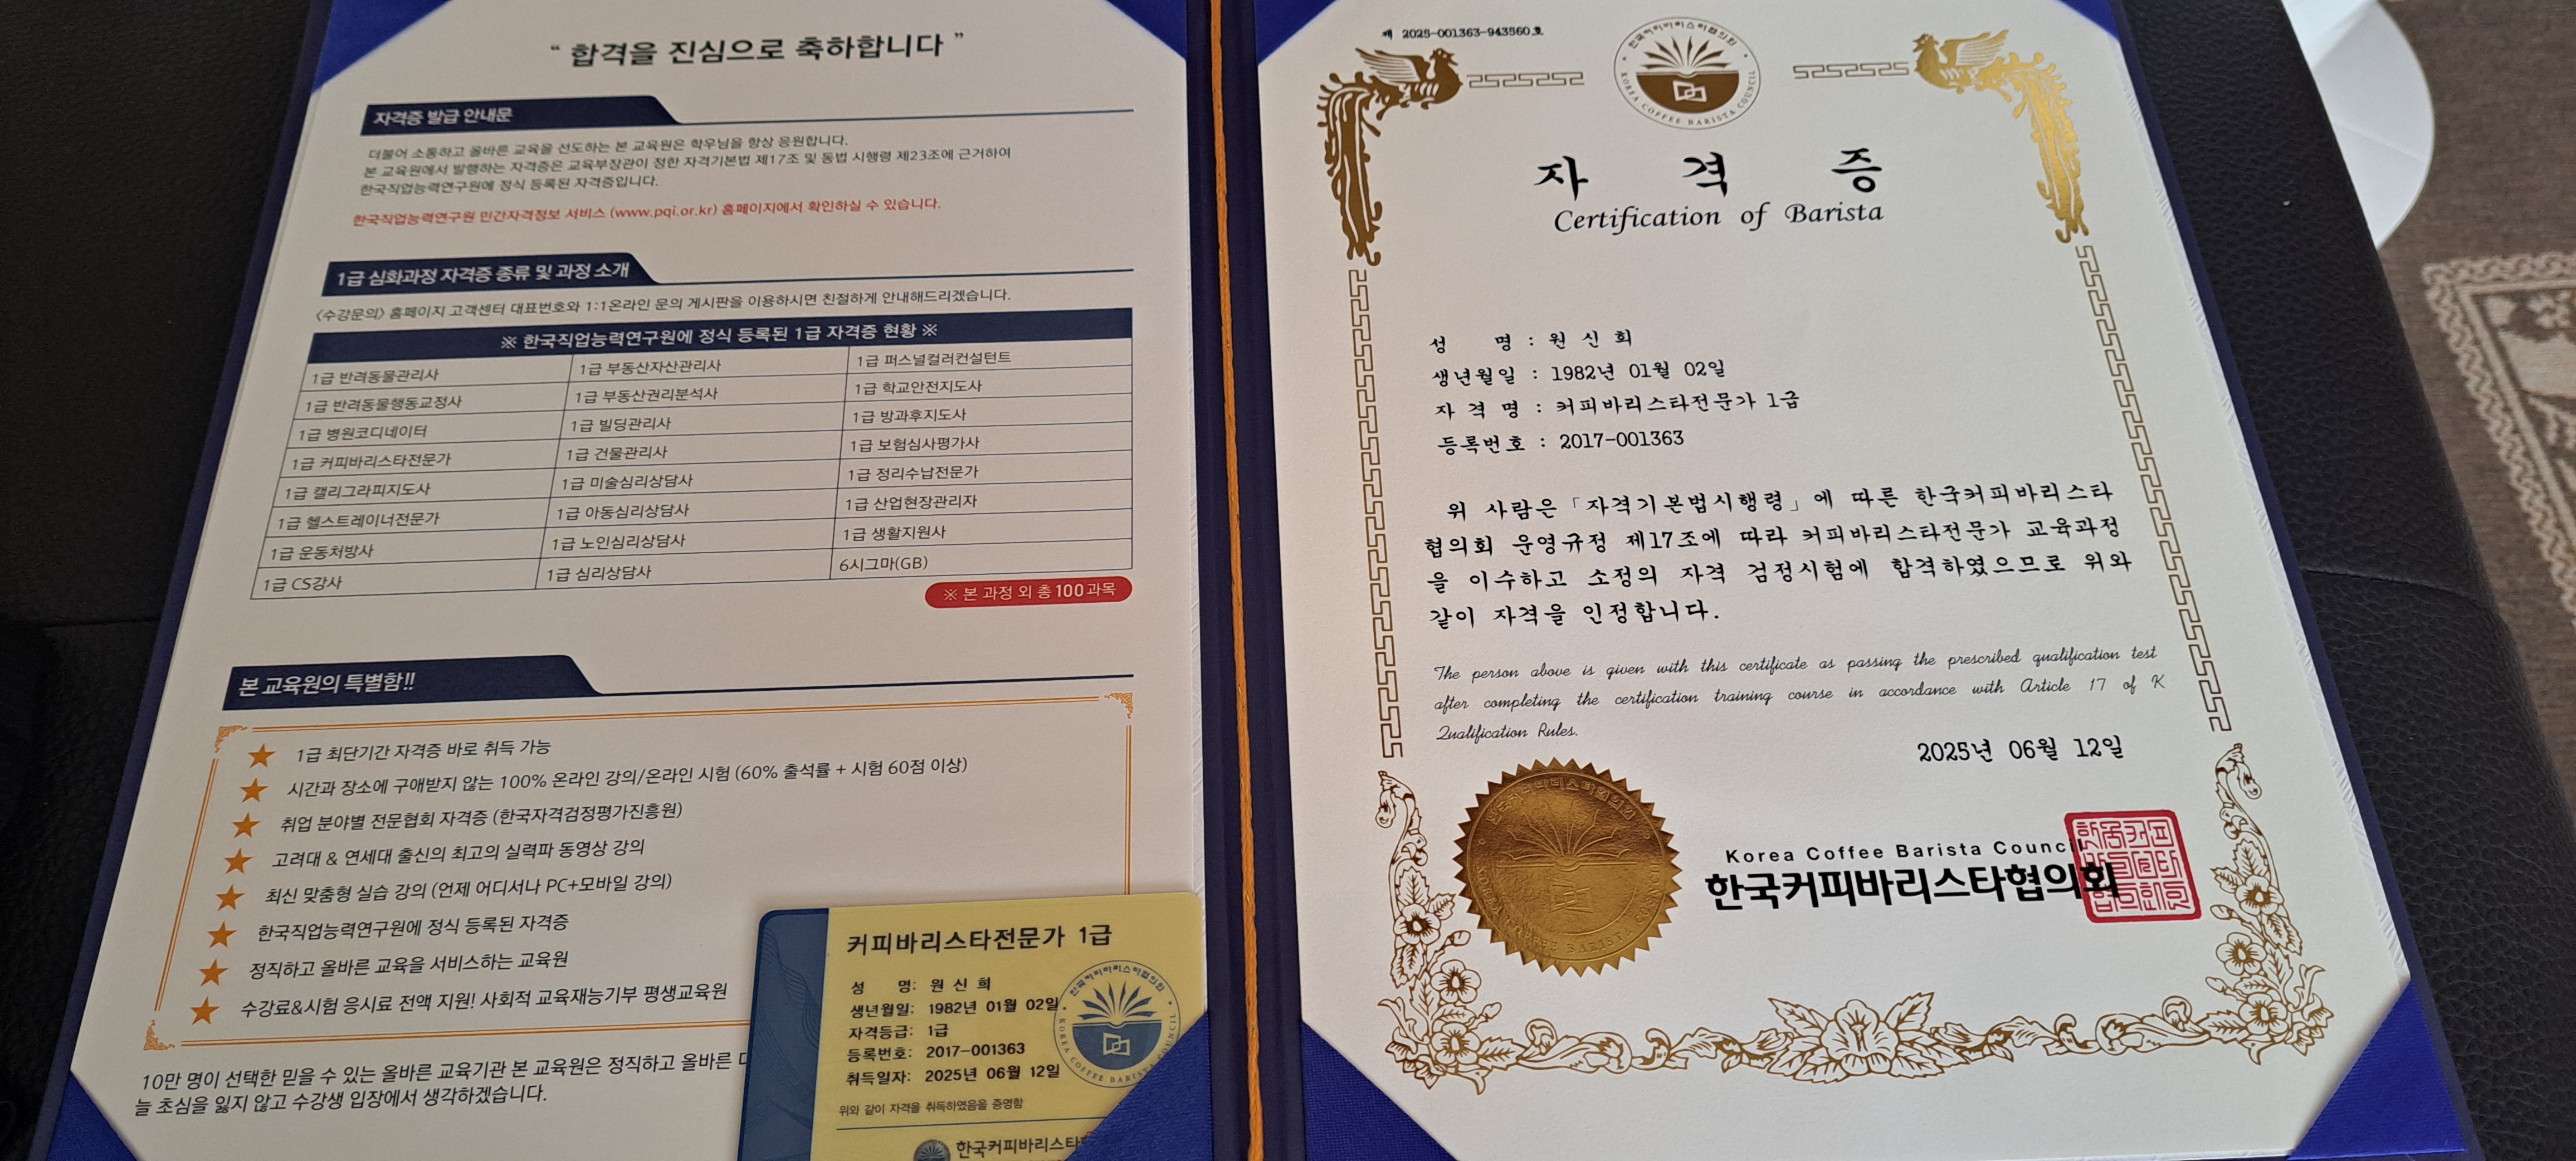 “ 합격을 진심으로 축하합니다 ”
자격증 발급 안내문
더불어 소통하고 올바른 교육을 선도하는 본 교육원은 학우님을 항상 응원합니다.
본 교육원에서 발행하는 자격증은 교육부장관이 정한 자격기본법 제17조 및 동법 시행령 제23조에 근거하여
한국직업능력연구원에 정식 등록된 자격증입니다.
한국직업능력연구원 민간자격정보 서비스 (www.pqi.or.kr) 홈페이지에서 확인하실 수 있습니다.
1급 심화과정 자격증 종류 및 과정 소개
<수강문의> 홈페이지 고객센터 대표번호와 1:1온라인 문의 게시판을 이용하시면 친절하게 안내해드리겠습니다.
※ 한국직업능력연구원에 정식 등록된 1급 자격증 현황 ※
1급 반려동물관리사 1급 부동산자산관리사 1급 퍼스널컬러컨설턴트
1급 반려동물행동교정사 1급 부동산권리분석사 1급 학교안전지도사
1급 병원코디네이터 1급 빌딩관리사 1급 방과후지도사
1급 커피바리스타전문가 1급 건물관리사 1급 보험심사평가사
1급 캘리그라피지도사 1급 미술심리상담사 1급 정리수납전문가
1급 헬스트레이너전문가 1급 아동심리상담사 1급 산업현장관리자
1급 운동처방사 1급 노인심리상담사 1급 생활지원사
1급 CS강사 1급 심리상담사 6시그마(GB)
※ 본 과정 외 총 100과목
본 교육원의 특별함!!
★ 1급 최단기간 자격증 바로 취득 가능
★ 시간과 장소에 구애받지 않는 100% 온라인 강의/온라인 시험 (60% 출석률 + 시험 60점 이상)
★ 취업 분야별 전문협회 자격증 (한국자격검정평가진흥원)
★ 고려대 & 연세대 출신의 최고의 실력파 동영상 강의
★ 최신 맞춤형 실습 강의 (언제 어디서나 PC+모바일 강의)
★ 한국직업능력연구원에 정식 등록된 자격증
★ 정직하고 올바른 교육을 서비스하는 교육원
★ 수강료&시험 응시료 전액 지원! 사회적 교육재능기부 평생교육원
10만 명이 선택한 믿을 수 있는 올바른 교육기관 본 교육원은 정직하고 올바른
늘 초심을 잃지 않고 수강생 입장에서 생각하겠습니다.
커피바리스타전문가 1급
성 명: 원 신 희
생년월일: 1982년 01월 02일
자격등급: 1급
등록번호: 2017-001363
취득일자: 2025년 06월 12일
위와 같이 자격을 취득하였음을 증명함
한국커피바리스타
한국커피바리스타협의회
KOREA COFFEE BARISTA COUNCIL
제 2025-001363-943560호
한국커피바리스타협의회
KOREA COFFEE BARISTA COUNCIL
자 격 증
Certification of Barista
성 명 : 원 신 희
생년월일 : 1982년 01월 02일
자 격 명 : 커피바리스타전문가 1급
등록번호 : 2017-001363
위 사람은「자격기본법시행령」에 따른 한국커피바리스타
협의회 운영규정 제17조에 따라 커피바리스타전문가 교육과정
을 이수하고 소정의 자격 검정시험에 합격하였으므로 위와
같이 자격을 인정합니다.
The person above is given with this certificate as passing the prescribed qualification test
after completing the certification training course in accordance with Article 17 of K
Qualification Rules.
2025년 06월 12일
Korea Coffee Barista Council
한국커피바리스타협의회